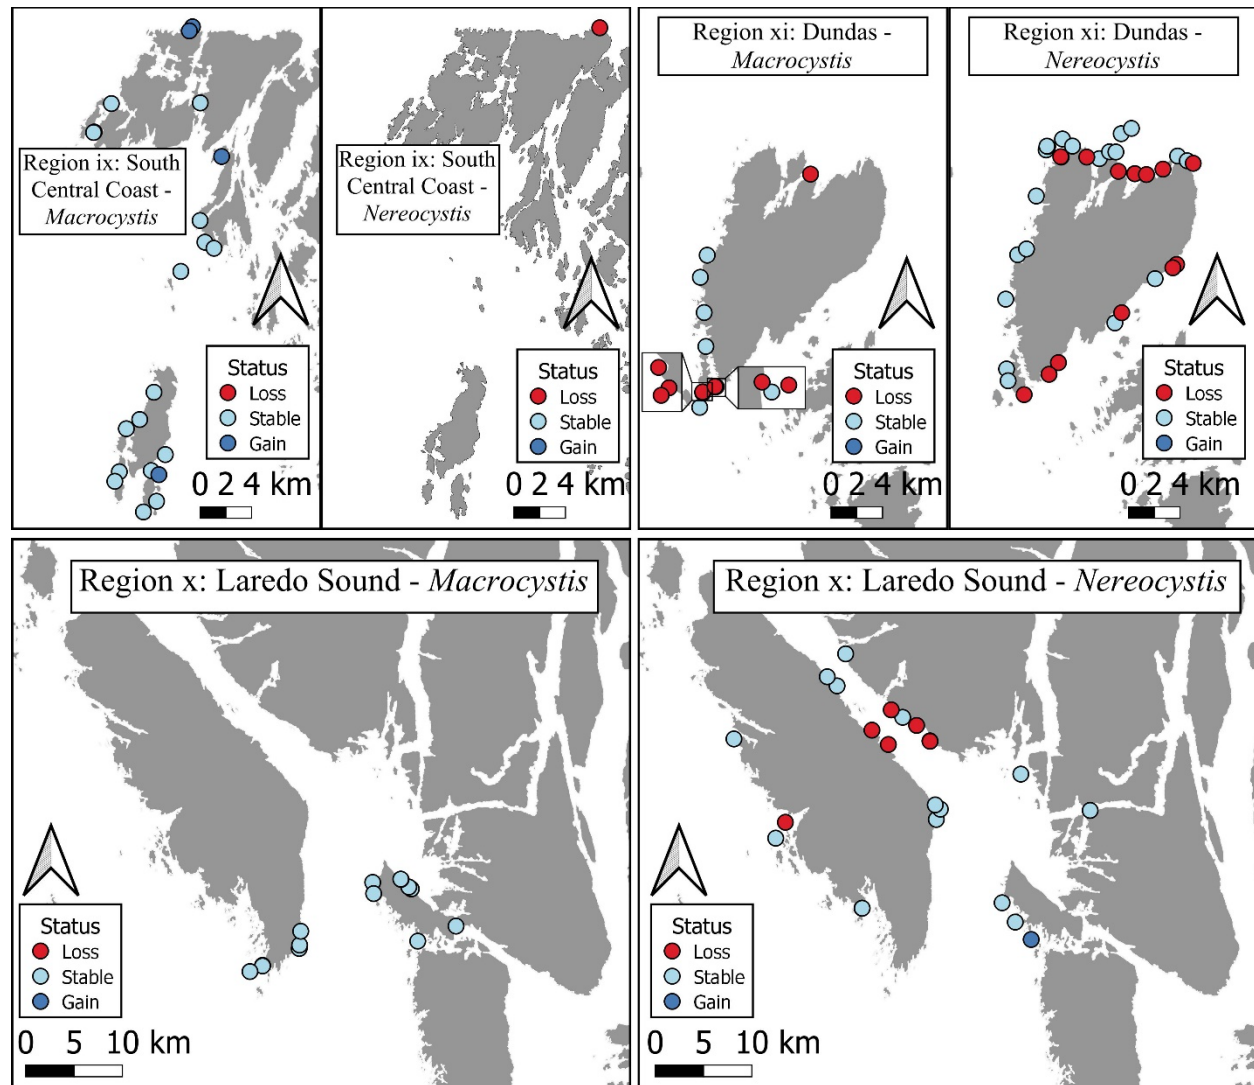 Region ix: South
Central Coast -
Macrocystis
Status
Loss
Stable
Gain
0 2 4 km
Region ix: South
Central Coast -
Nereocystis
Status
Loss
Stable
Gain
0 2 4 km
Region xi: Dundas -
Macrocystis
Status
Loss
Stable
Gain
0 2 4 km
Region xi: Dundas -
Nereocystis
Status
Loss
Stable
Gain
0 2 4 km
Region x: Laredo Sound - Macrocystis
Status
Loss
Stable
Gain
0 5 10 km
Region x: Laredo Sound - Nereocystis
Status
Loss
Stable
Gain
0 5 10 km